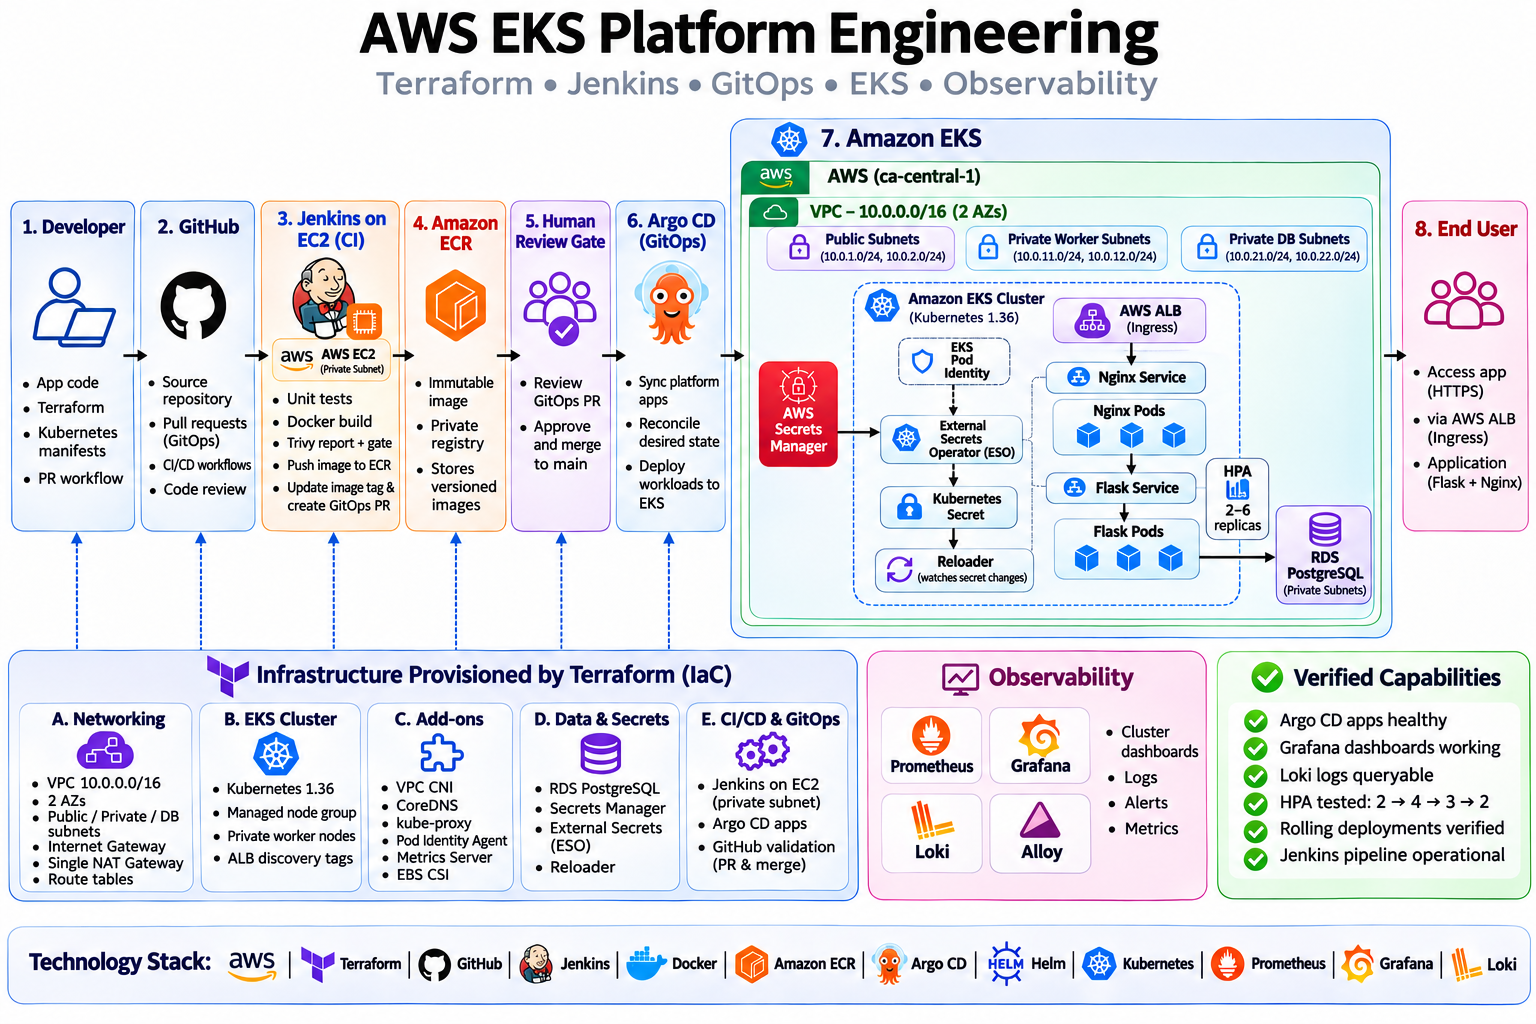 AWS EKS Platform Engineering
Terraform • Jenkins • GitOps • EKS • Observability
1. Developer
• App code
• Terraform
• Kubernetes
manifests
• PR workflow
2. GitHub
• Source
repository
• Pull requests
(GitOps)
• CI/CD workflows
• Code review
3. Jenkins on
EC2 (CI)
aws AWS EC2
(Private Subnet)
• Unit tests
• Docker build
• Trivy report + gate
• Push image to ECR
• Update image tag &
create GitOps PR
4. Amazon
ECR
• Immutable
image
• Private
registry
• Stores
versioned
images
5. Human
Review Gate
• Review
GitOps PR
• Approve
and merge
to main
6. Argo CD
(GitOps)
• Sync platform
apps
• Reconcile
desired state
• Deploy
workloads to
EKS
7. Amazon EKS
aws AWS (ca-central-1)
VPC – 10.0.0.0/16 (2 AZs)
Public Subnets
(10.0.1.0/24, 10.0.2.0/24)
Private Worker Subnets
(10.0.11.0/24, 10.0.12.0/24)
Private DB Subnets
(10.0.21.0/24, 10.0.22.0/24)
Amazon EKS Cluster
(Kubernetes 1.36)
AWS
Secrets
Manager
EKS
Pod
Identity
External
Secrets
Operator (ESO)
Kubernetes
Secret
Reloader
(watches secret changes)
AWS ALB
(Ingress)
Nginx Service
Nginx Pods
Flask Service
Flask Pods
HPA
2–6
replicas
RDS
PostgreSQL
(Private Subnets)
8. End User
• Access app
(HTTPS)
• via AWS ALB
(Ingress)
• Application
(Flask + Nginx)
Infrastructure Provisioned by Terraform (IaC)
A. Networking
• VPC 10.0.0.0/16
• 2 AZs
• Public / Private / DB
subnets
• Internet Gateway
• Single NAT Gateway
• Route tables
B. EKS Cluster
• Kubernetes 1.36
• Managed node group
• Private worker nodes
• ALB discovery tags
C. Add-ons
• VPC CNI
• CoreDNS
• kube-proxy
• Pod Identity Agent
• Metrics Server
• EBS CSI
D. Data & Secrets
• RDS PostgreSQL
• Secrets Manager
• External Secrets
(ESO)
• Reloader
E. CI/CD & GitOps
• Jenkins on EC2
(private subnet)
• Argo CD apps
• GitHub validation
(PR & merge)
Observability
Prometheus
Grafana
Loki
Alloy
• Cluster
dashboards
• Logs
• Alerts
• Metrics
Verified Capabilities
Argo CD apps healthy
Grafana dashboards working
Loki logs queryable
HPA tested: 2 → 4 → 3 → 2
Rolling deployments verified
Jenkins pipeline operational
Technology Stack: aws | Terraform | GitHub | Jenkins | Docker | Amazon ECR | Argo CD | HELM Helm | Kubernetes | Prometheus | Grafana | Loki